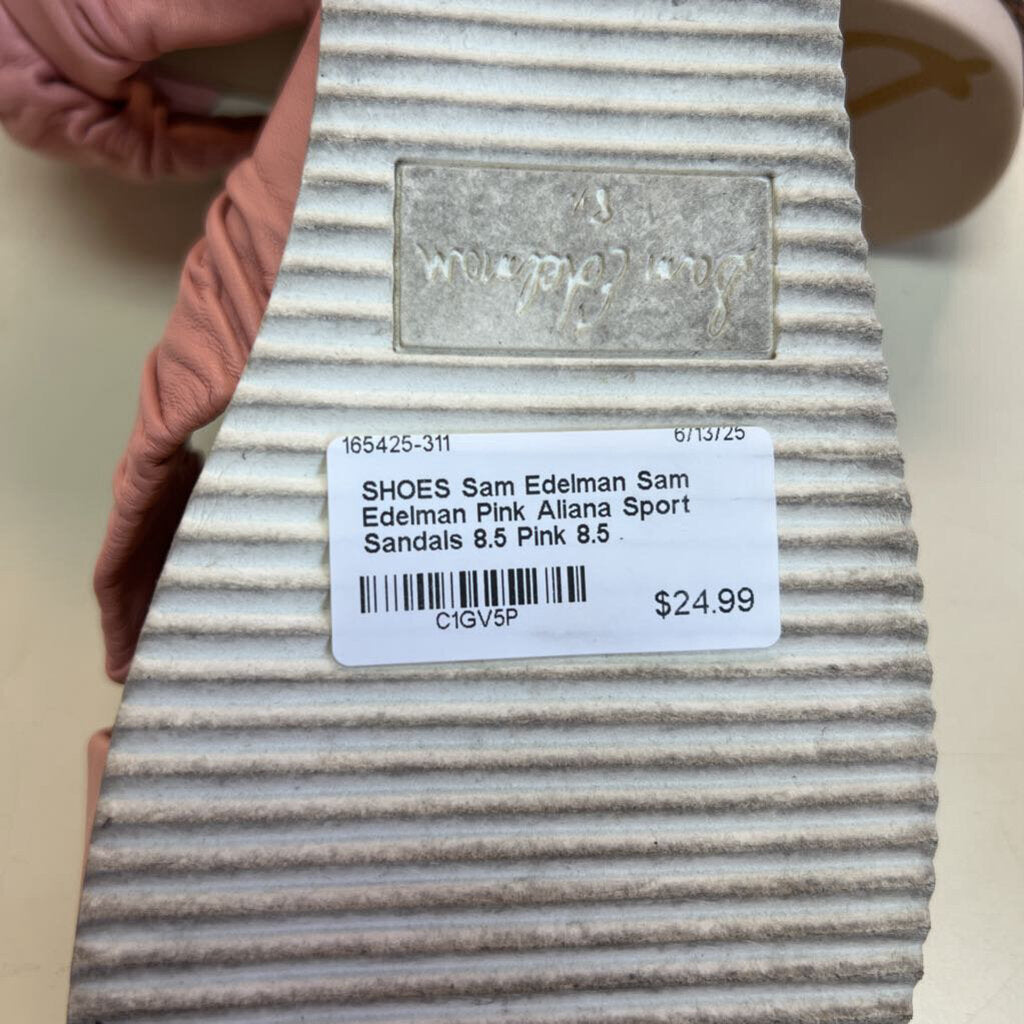 by
Sam Edelman
165425-311 6/13/25
SHOES Sam Edelman Sam
Edelman Pink Aliana Sport
Sandals 8.5 Pink 8.5
C1GV5P
$24.99